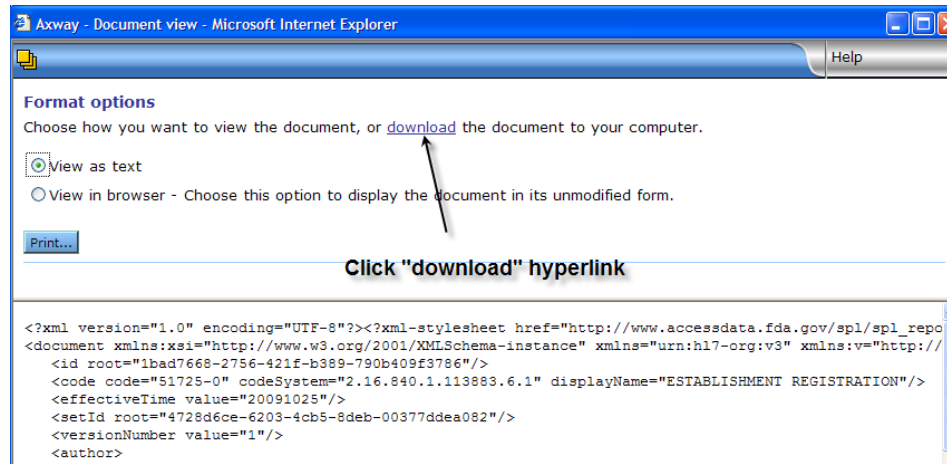 Axway - Document view - Microsoft Internet Explorer
Help
Format options
Choose how you want to view the document, or download the document to your computer.
View as text
View in browser - Choose this option to display the document in its unmodified form.
Print...
Click "download" hyperlink
<?xml version="1.0" encoding="UTF-8"?><?xml-stylesheet href="http://www.accessdata.fda.gov/spl/spl_repo
<document xmlns:xsi="http://www.w3.org/2001/XMLSchema-instance" xmlns="urn:hl7-org:v3" xmlns:v="http://
<id root="1bad7668-2756-421f-b389-790b409f3786"/>
<code code="51725-0" codeSystem="2.16.840.1.113883.6.1" displayName="ESTABLISHMENT REGISTRATION"/>
<effectiveTime value="20091025"/>
<setId root="4728d6ce-6203-4cb5-8deb-00377ddea082"/>
<versionNumber value="1"/>
<author>